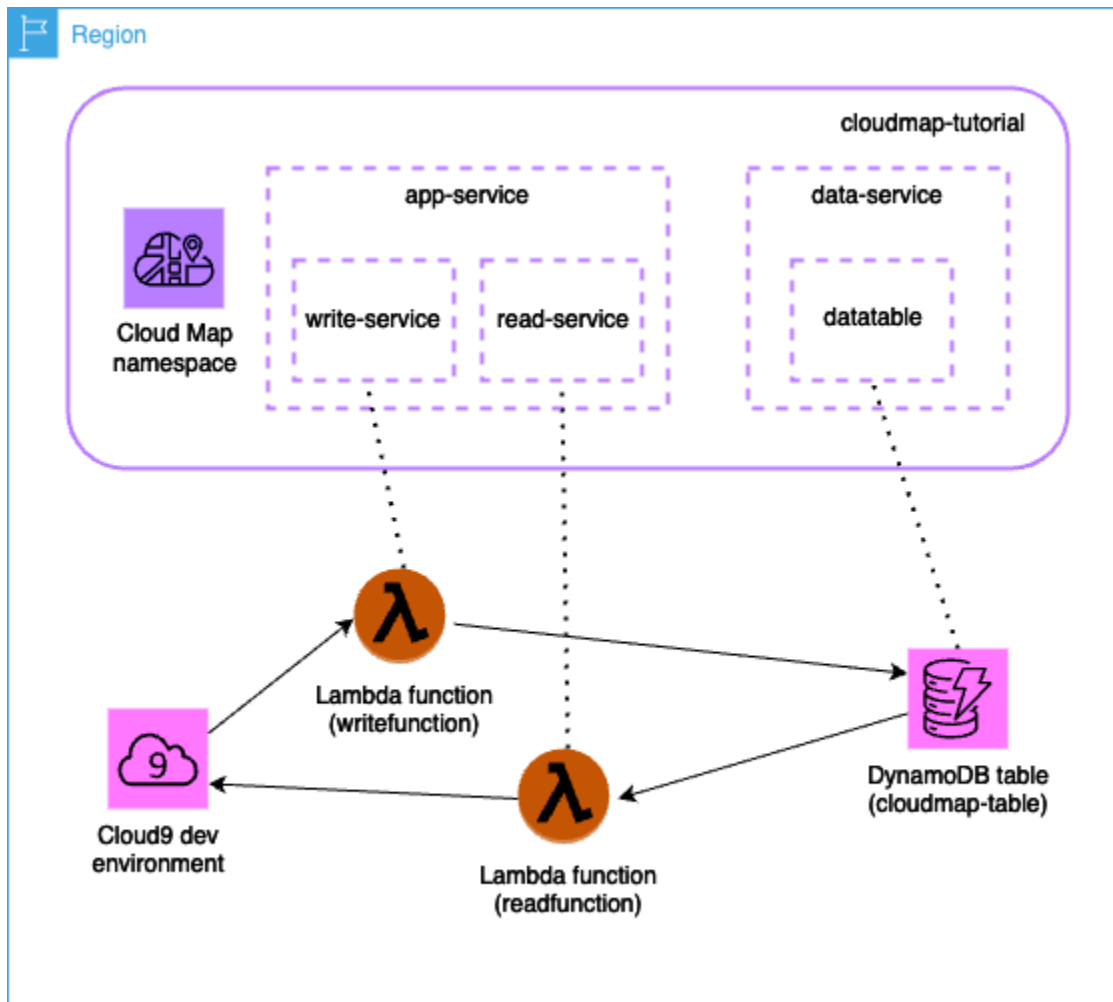 Region
cloudmap-tutorial
app-service
data-service
write-service
read-service
datatable
Cloud Map
namespace
Lambda function
(writefunction)
DynamoDB table
(cloudmap-table)
9
Cloud9 dev
environment
Lambda function
(readfunction)